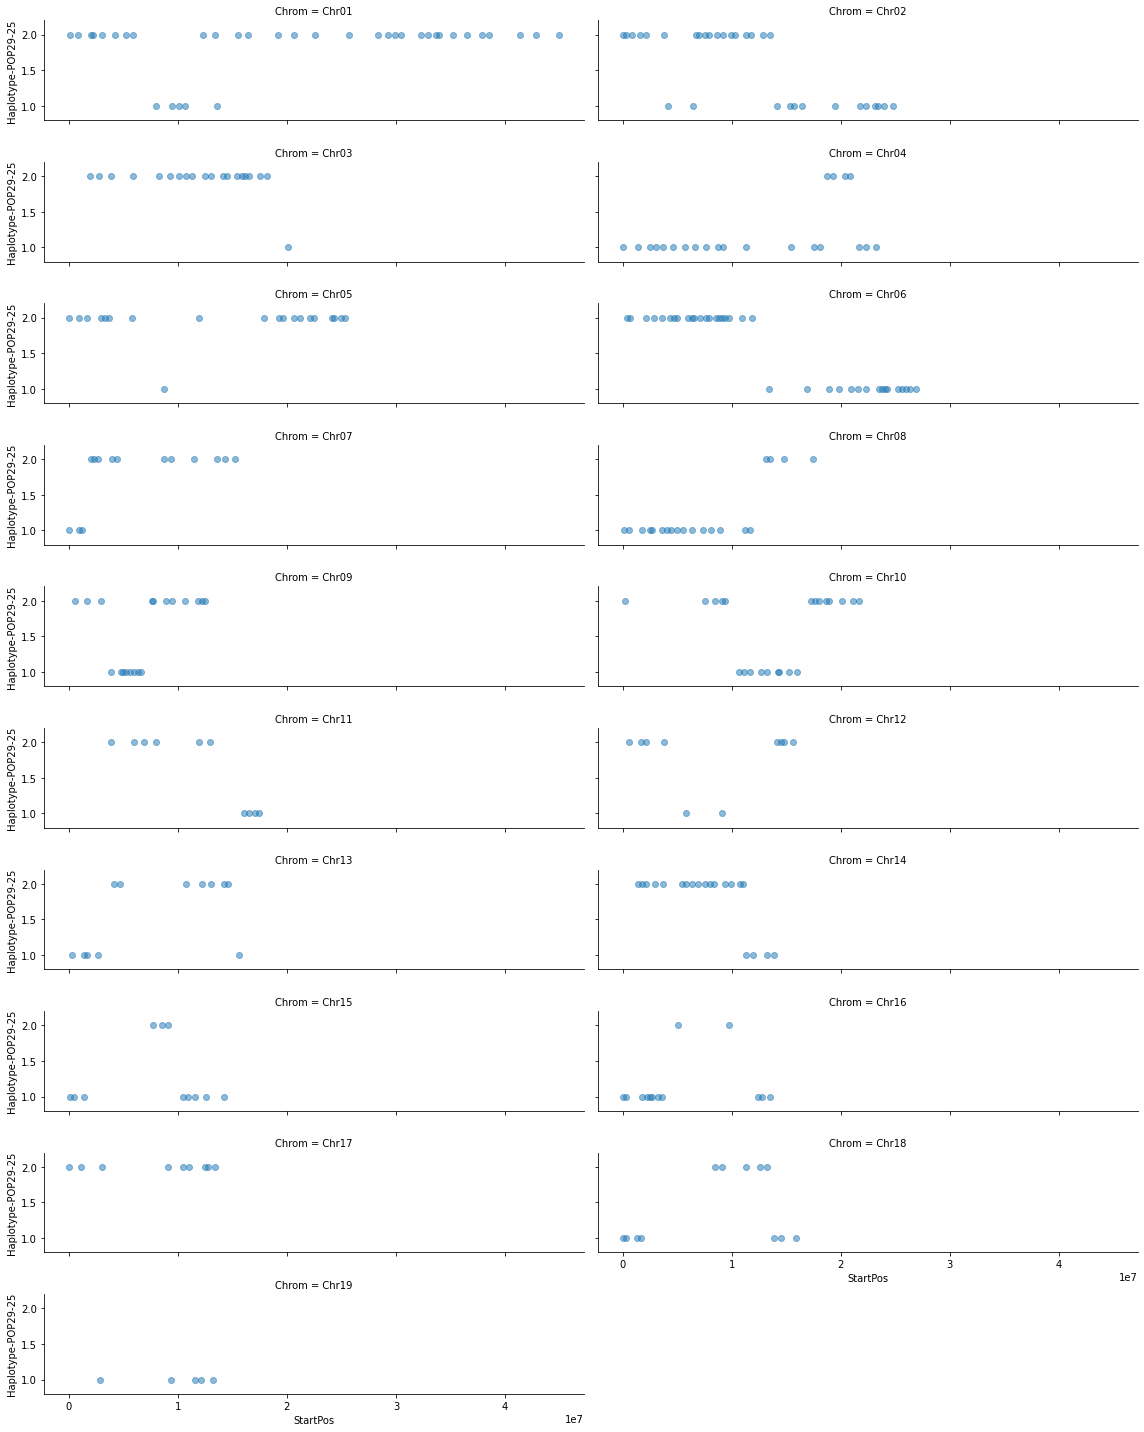 Chrom = Chr01
Chrom = Chr02
Haplotype-POP29-25
2.0
1.5
1.0
Chrom = Chr03
Chrom = Chr04
Haplotype-POP29-25
2.0
1.5
1.0
Chrom = Chr05
Chrom = Chr06
Haplotype-POP29-25
2.0
1.5
1.0
Chrom = Chr07
Chrom = Chr08
Haplotype-POP29-25
2.0
1.5
1.0
Chrom = Chr09
Chrom = Chr10
Haplotype-POP29-25
2.0
1.5
1.0
Chrom = Chr11
Chrom = Chr12
Haplotype-POP29-25
2.0
1.5
1.0
Chrom = Chr13
Chrom = Chr14
Haplotype-POP29-25
2.0
1.5
1.0
Chrom = Chr15
Chrom = Chr16
Haplotype-POP29-25
2.0
1.5
1.0
Chrom = Chr17
Chrom = Chr18
Haplotype-POP29-25
2.0
1.5
1.0
0 1 2 3 4
StartPos
1e7
Chrom = Chr19
Haplotype-POP29-25
2.0
1.5
1.0
0 1 2 3 4
StartPos
1e7